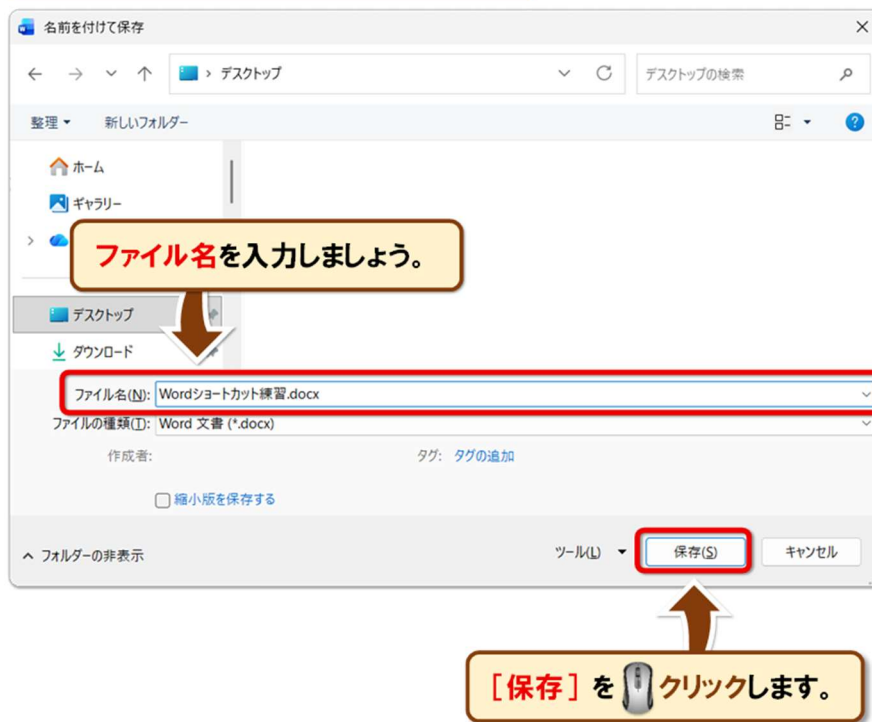 名前を付けて保存
デスクトップ
デスクトップの検索
整理
新しいフォルダー
ホーム
ギャラリー
ファイル名を入力しましょう。
デスクトップ
ダウンロード
ファイル名(N): Wordショートカット練習.docx
ファイルの種類(T): Word 文書 (*.docx)
作成者:
タグ: タグの追加
縮小版を保存する
フォルダーの非表示
ツール(L)
保存(S)
キャンセル
[保存] を クリックします。